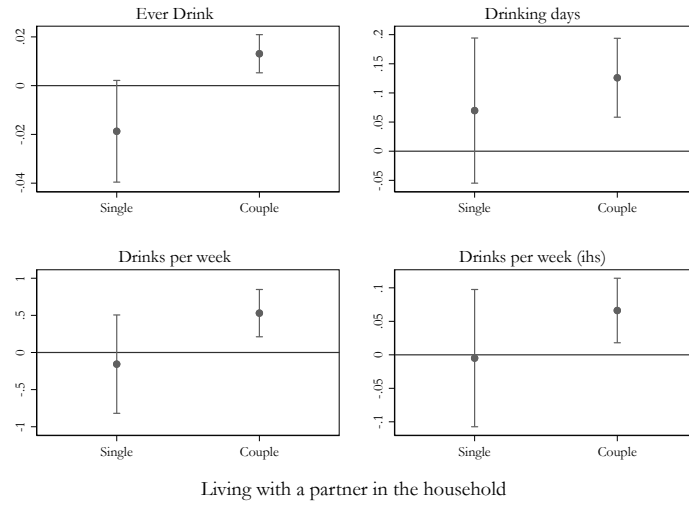 Ever Drink
.02
0
-.02
-.04
Single Couple
Drinking days
.2
.15
.1
.05
0
-.05
Single Couple
Drinks per week
1
.5
0
-.5
-1
Single Couple
Drinks per week (ihs)
.1
.05
0
-.05
-.1
Single Couple
Living with a partner in the household